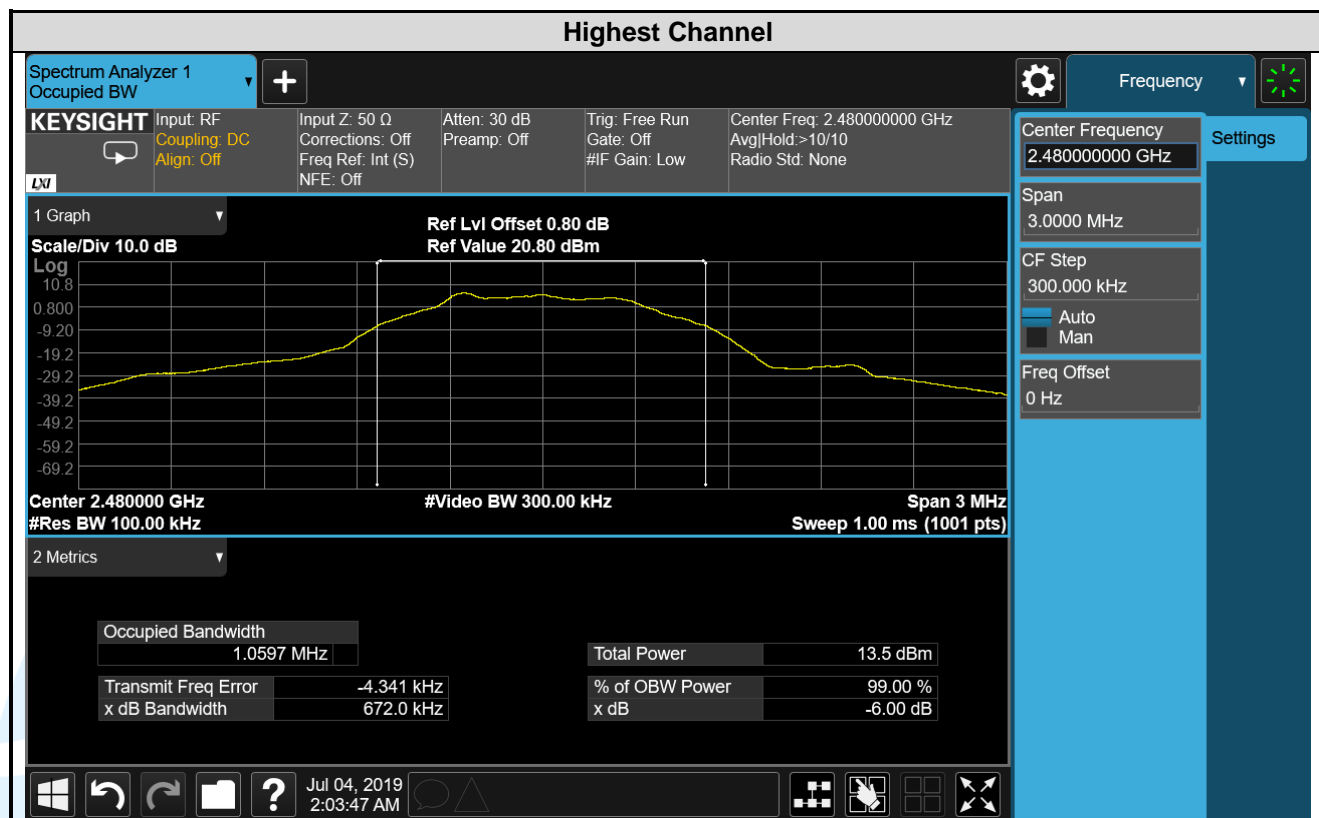 Highest Channel
Spectrum Analyzer 1
Occupied BW
Frequency
KEYSIGHT
LXI
Input: RF
Coupling: DC
Align: Off
Input Z: 50 Ω
Corrections: Off
Freq Ref: Int (S)
NFE: Off
Atten: 30 dB
Preamp: Off
Trig: Free Run
Gate: Off
#IF Gain: Low
Center Freq: 2.480000000 GHz
Avg|Hold:>10/10
Radio Std: None
Center Frequency
2.480000000 GHz
Settings
Span
3.0000 MHz
CF Step
300.000 kHz
Auto
Man
Freq Offset
0 Hz
1 Graph
Scale/Div 10.0 dB
Ref Lvl Offset 0.80 dB
Ref Value 20.80 dBm
Log
10.8
0.800
-9.20
-19.2
-29.2
-39.2
-49.2
-59.2
-69.2
Center 2.480000 GHz
#Video BW 300.00 kHz
Span 3 MHz
#Res BW 100.00 kHz
Sweep 1.00 ms (1001 pts)
2 Metrics
Occupied Bandwidth
1.0597 MHz
Total Power 13.5 dBm
Transmit Freq Error -4.341 kHz
% of OBW Power 99.00 %
x dB Bandwidth 672.0 kHz
x dB -6.00 dB
?
Jul 04, 2019
2:03:47 AM